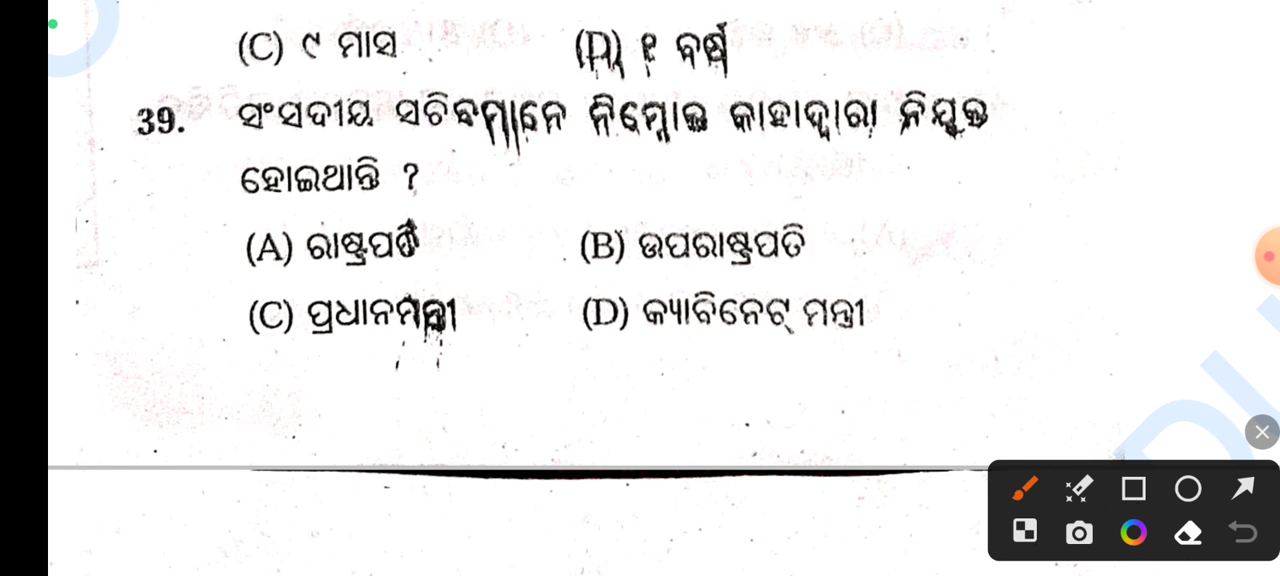 (C) ୯ ମାସ (D) ୧ ବର୍ଷ
39. ସଂସଦୀୟ ସଚିବମାନେ ନିମ୍ନୋକ୍ତ କାହାଦ୍ୱାରା ନିଯୁକ୍ତ
ହୋଇଥାନ୍ତି ?
(A) ରାଷ୍ଟ୍ରପତି (B) ଉପରାଷ୍ଟ୍ରପତି
(C) ପ୍ରଧାନମନ୍ତ୍ରୀ (D) କ୍ୟାବିନେଟ୍ ମନ୍ତ୍ରୀ